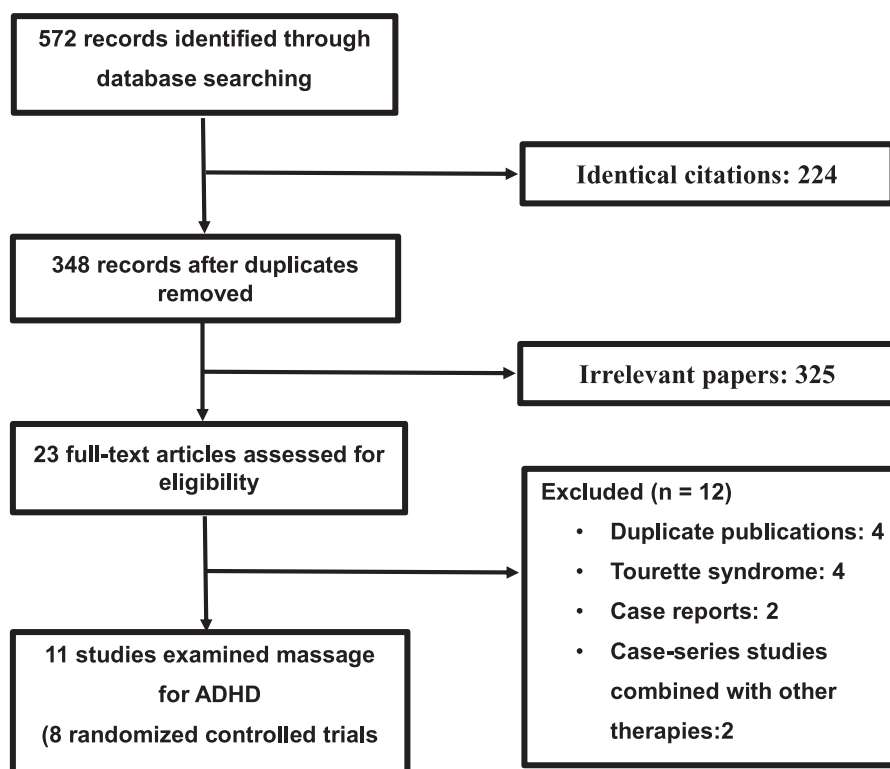 572 records identified through
database searching
Identical citations: 224
348 records after duplicates
removed
Irrelevant papers: 325
23 full-text articles assessed for
eligibility
Excluded (n = 12)
• Duplicate publications: 4
• Tourette syndrome: 4
• Case reports: 2
• Case-series studies
combined with other
therapies:2
11 studies examined massage
for ADHD
(8 randomized controlled trials